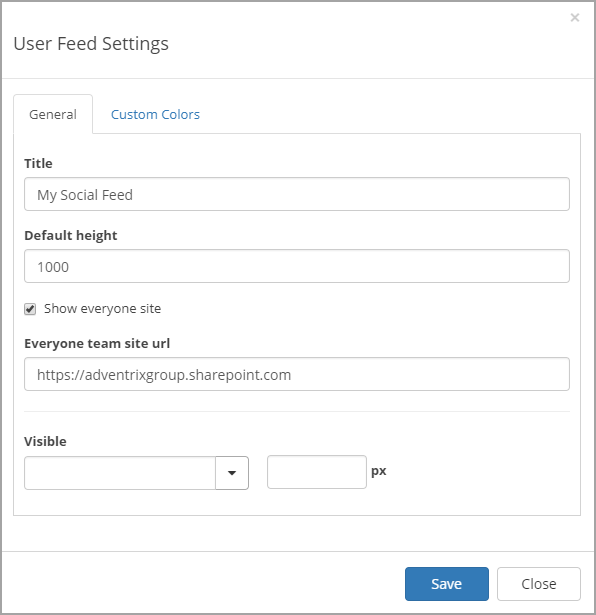 ×
User Feed Settings
General Custom Colors
Title
My Social Feed
Default height
1000
Show everyone site
Everyone team site url
https://adventrixgroup.sharepoint.com
Visible
px
Save Close